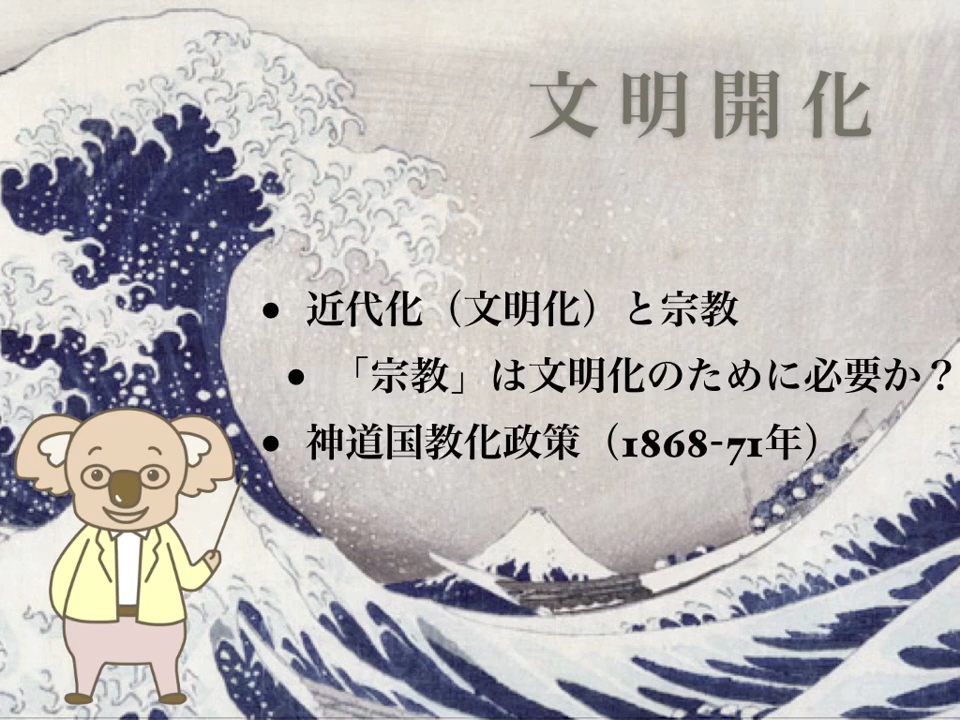 文明開化
• 近代化（文明化）と宗教
• 「宗教」は文明化のために必要か？
• 神道国教化政策（1868-71年）